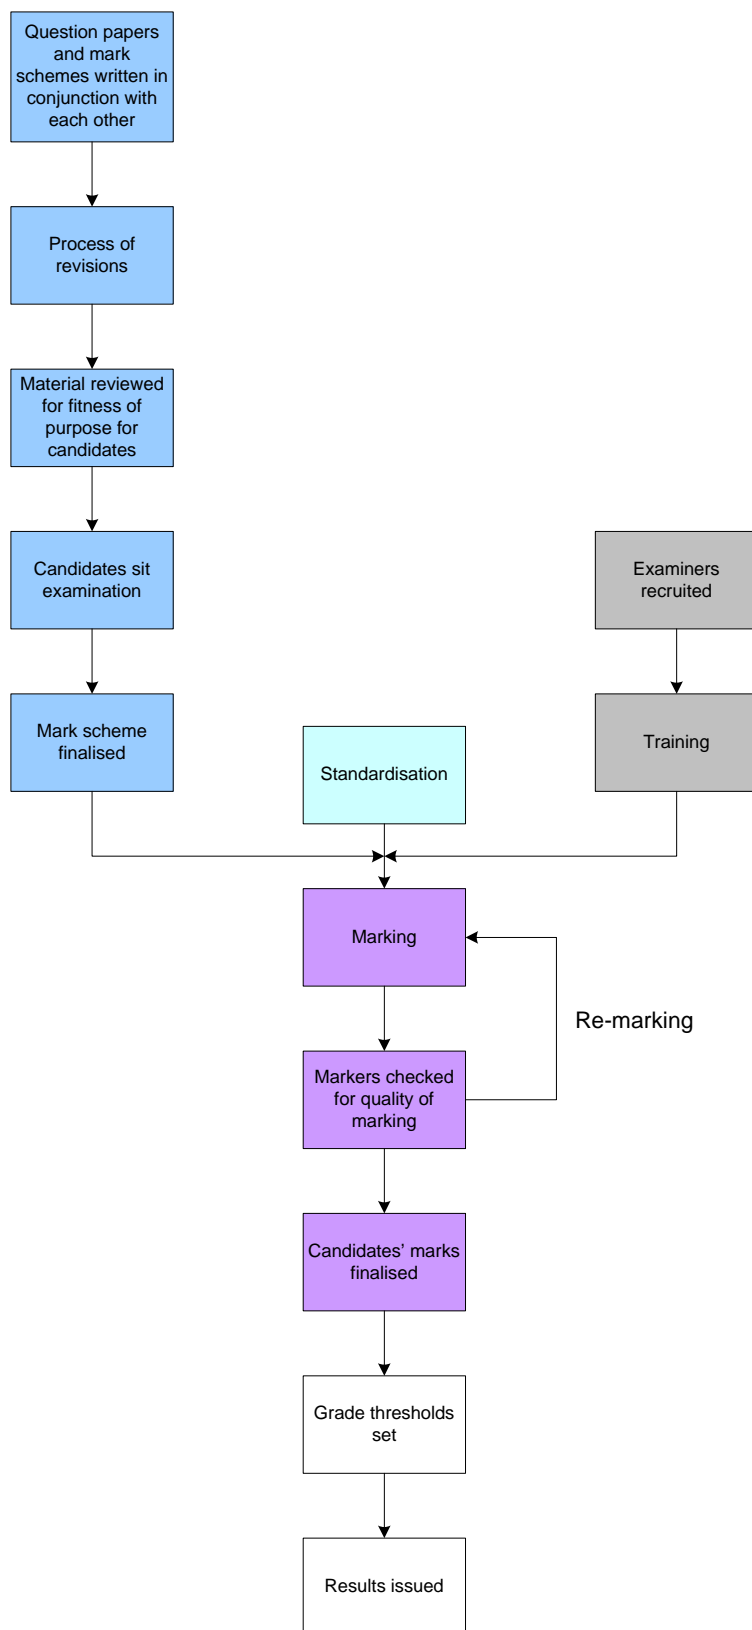 Question papers
and mark
schemes written in
conjunction with
each other
Process of
revisions
Material reviewed
for fitness of
purpose for
candidates
Candidates sit
examination
Examiners
recruited
Mark scheme
finalised
Training
Standardisation
Marking
Re-marking
Markers checked
for quality of
marking
Candidates’ marks
finalised
Grade thresholds
set
Results issued